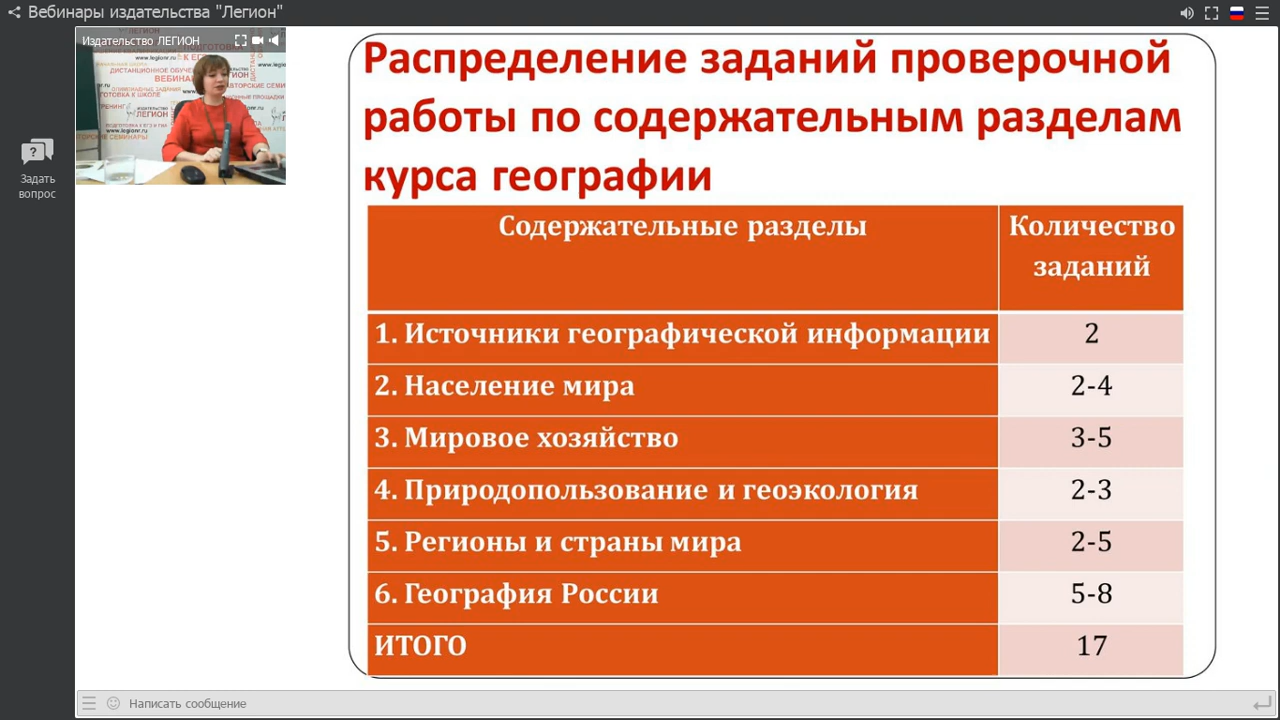 Вебинары издательства "Легион"
Издательство ЛЕГИОН
Задать
вопрос
Распределение заданий проверочной
работы по содержательным разделам
курса географии
Содержательные разделы
Количество
заданий
1. Источники географической информации
2
2. Население мира
2-4
3. Мировое хозяйство
3-5
4. Природопользование и геоэкология
2-3
5. Регионы и страны мира
2-5
6. География России
5-8
ИТОГО
17
Написать сообщение